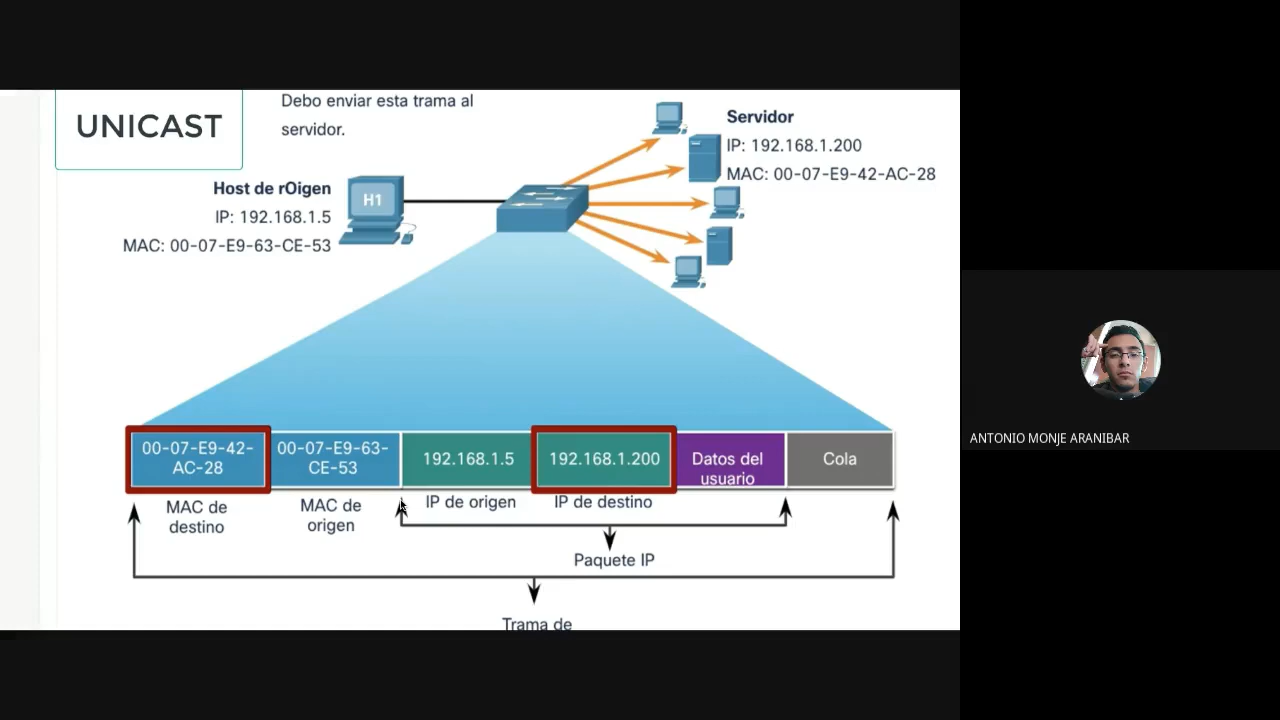 UNICAST
Debo enviar esta trama al
servidor.
Servidor
IP: 192.168.1.200
MAC: 00-07-E9-42-AC-28
Host de rOigen
IP: 192.168.1.5
MAC: 00-07-E9-63-CE-53
H1
00-07-E9-42-
AC-28
00-07-E9-63-
CE-53
192.168.1.5
192.168.1.200
Datos del
usuario
Cola
MAC de
destino
MAC de
origen
IP de origen
IP de destino
Paquete IP
Trama de
ANTONIO MONJE ARANIBAR